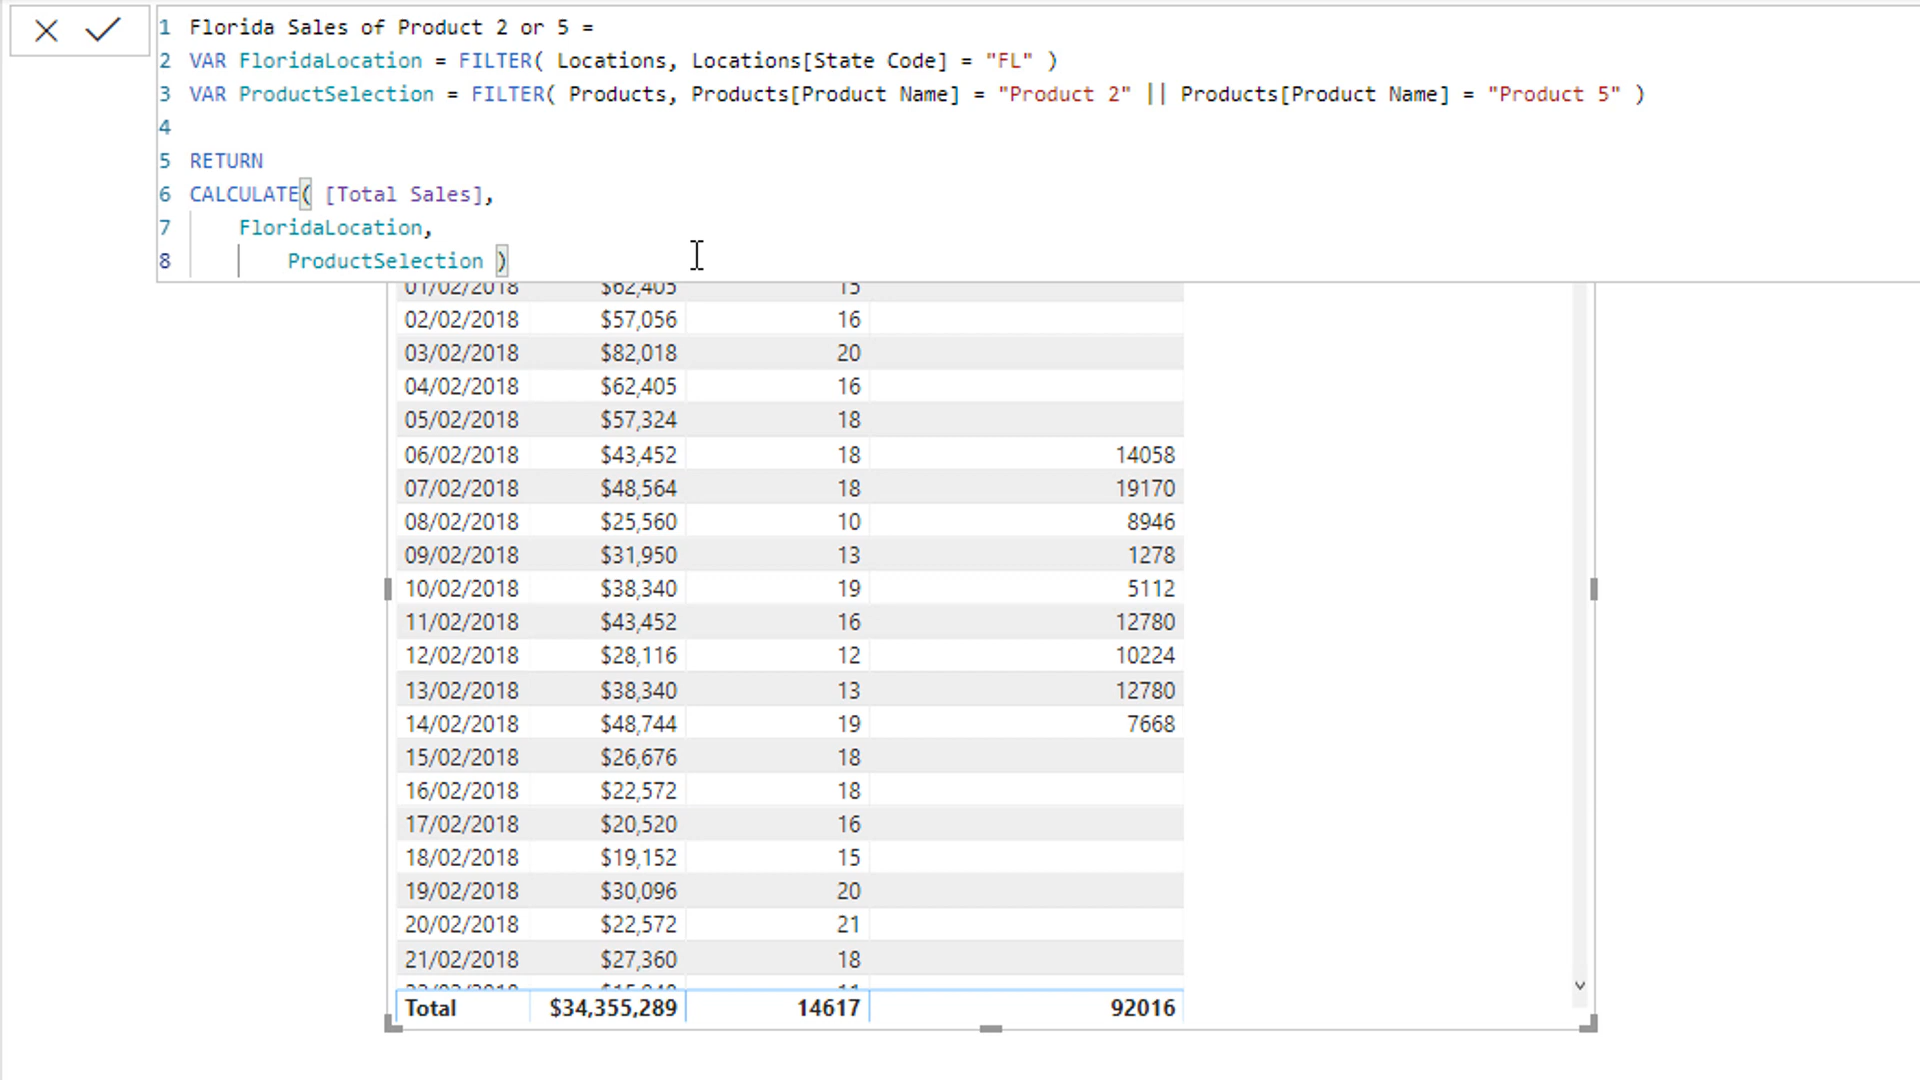 1 Florida Sales of Product 2 or 5 =
2 VAR FloridaLocation = FILTER( Locations, Locations[State Code] = "FL" )
3 VAR ProductSelection = FILTER( Products, Products[Product Name] = "Product 2" || Products[Product Name] = "Product 5" )
4
5 RETURN
6 CALCULATE( [Total Sales],
7 FloridaLocation,
8 ProductSelection )
01/02/2018 $62,405 15
02/02/2018 $57,056 16
03/02/2018 $82,018 20
04/02/2018 $62,405 16
05/02/2018 $57,324 18
06/02/2018 $43,452 18 14058
07/02/2018 $48,564 18 19170
08/02/2018 $25,560 10 8946
09/02/2018 $31,950 13 1278
10/02/2018 $38,340 19 5112
11/02/2018 $43,452 16 12780
12/02/2018 $28,116 12 10224
13/02/2018 $38,340 13 12780
14/02/2018 $48,744 19 7668
15/02/2018 $26,676 18
16/02/2018 $22,572 18
17/02/2018 $20,520 16
18/02/2018 $19,152 15
19/02/2018 $30,096 20
20/02/2018 $22,572 21
21/02/2018 $27,360 18
Total $34,355,289 14617 92016